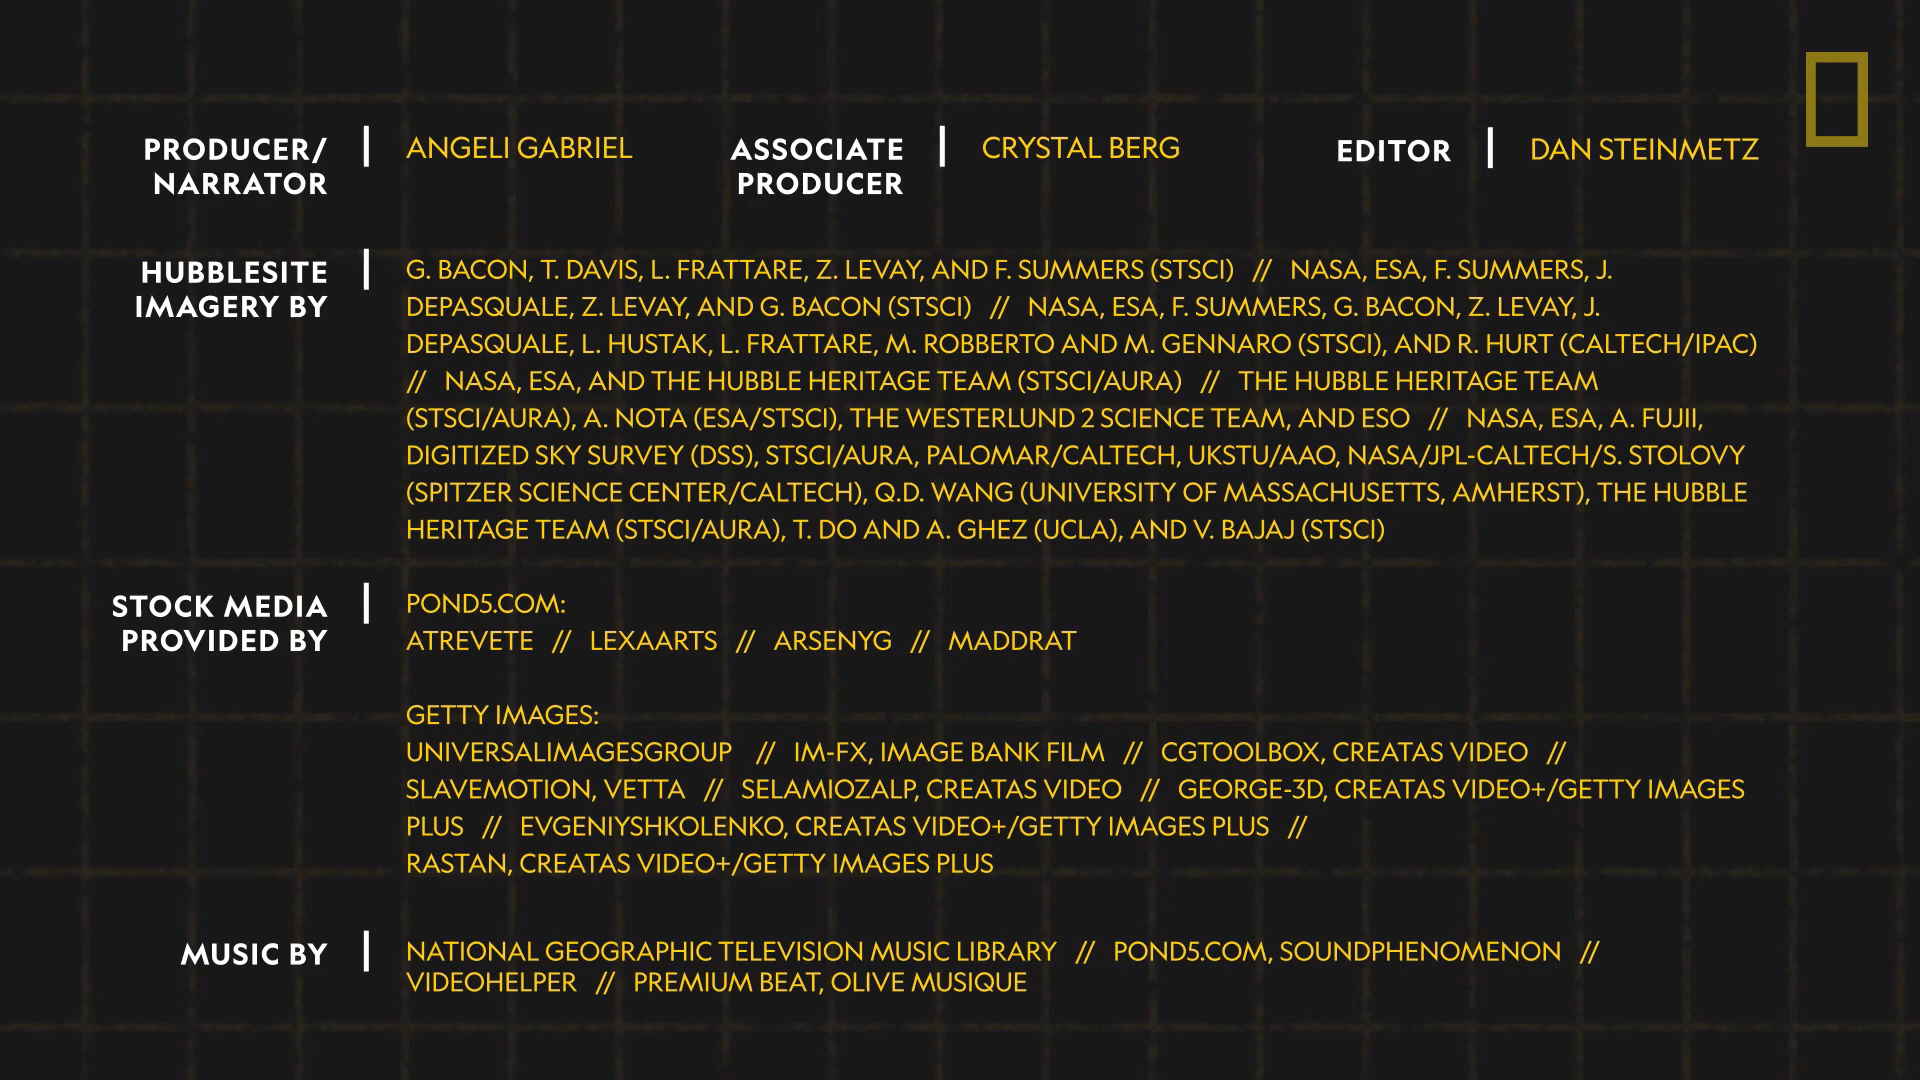 PRODUCER/ NARRATOR | ANGELI GABRIEL
ASSOCIATE PRODUCER | CRYSTAL BERG
EDITOR | DAN STEINMETZ
HUBBLESITE IMAGERY BY | G. BACON, T. DAVIS, L. FRATTARE, Z. LEVAY, AND F. SUMMERS (STSCI) // NASA, ESA, F. SUMMERS, J.
DEPASQUALE, Z. LEVAY, AND G. BACON (STSCI) // NASA, ESA, F. SUMMERS, G. BACON, Z. LEVAY, J.
DEPASQUALE, L. HUSTAK, L. FRATTARE, M. ROBBERTO AND M. GENNARO (STSCI), AND R. HURT (CALTECH/IPAC)
// NASA, ESA, AND THE HUBBLE HERITAGE TEAM (STSCI/AURA) // THE HUBBLE HERITAGE TEAM
(STSCI/AURA), A. NOTA (ESA/STSCI), THE WESTERLUND 2 SCIENCE TEAM, AND ESO // NASA, ESA, A. FUJII,
DIGITIZED SKY SURVEY (DSS), STSCI/AURA, PALOMAR/CALTECH, UKSTU/AAO, NASA/JPL-CALTECH/S. STOLOVY
(SPITZER SCIENCE CENTER/CALTECH), Q.D. WANG (UNIVERSITY OF MASSACHUSETTS, AMHERST), THE HUBBLE
HERITAGE TEAM (STSCI/AURA), T. DO AND A. GHEZ (UCLA), AND V. BAJAJ (STSCI)
STOCK MEDIA PROVIDED BY | POND5.COM:
ATREVETE // LEXAARTS // ARSENYG // MADDRAT
GETTY IMAGES:
UNIVERSALIMAGESGROUP // IM-FX, IMAGE BANK FILM // CGTOOLBOX, CREATAS VIDEO //
SLAVEMOTION, VETTA // SELAMIOZALP, CREATAS VIDEO // GEORGE-3D, CREATAS VIDEO+/GETTY IMAGES
PLUS // EVGENIYSHKOLENKO, CREATAS VIDEO+/GETTY IMAGES PLUS //
RASTAN, CREATAS VIDEO+/GETTY IMAGES PLUS
MUSIC BY | NATIONAL GEOGRAPHIC TELEVISION MUSIC LIBRARY // POND5.COM, SOUNDPHENOMENON //
VIDEOHELPER // PREMIUM BEAT, OLIVE MUSIQUE